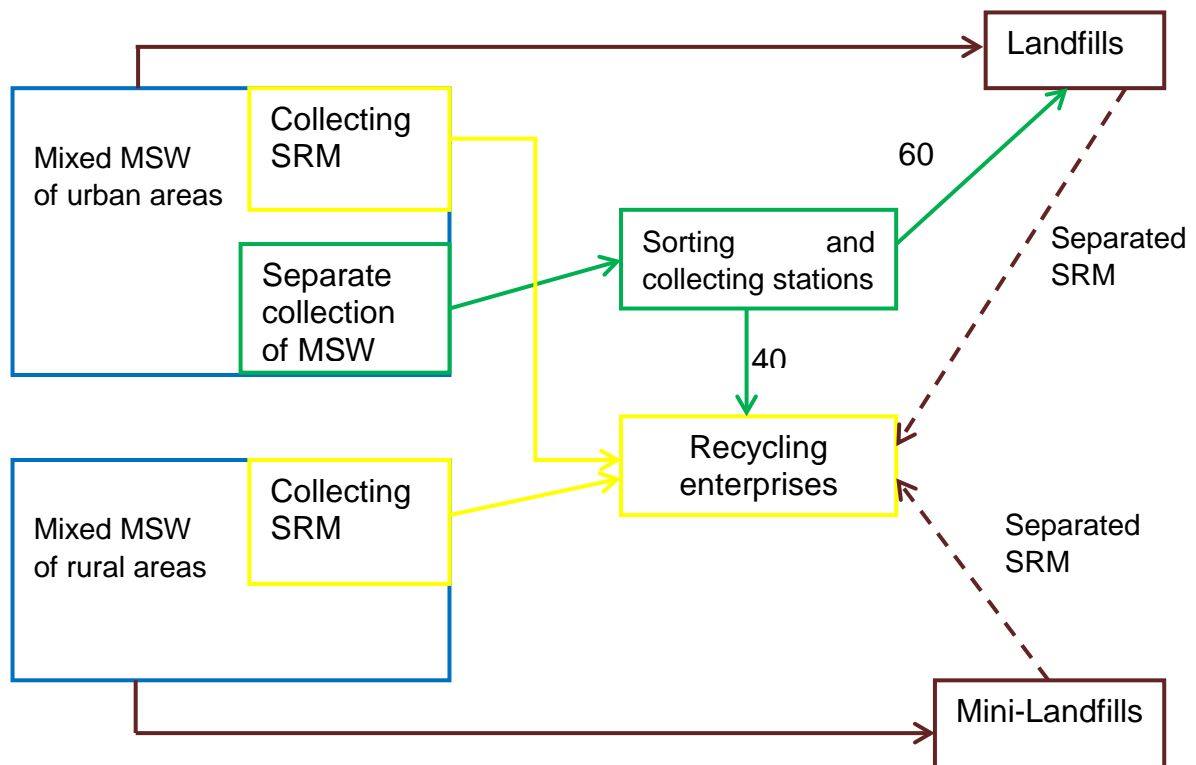 Landfills
Collecting
SRM
Mixed MSW
of urban areas
60
Sorting and
collecting stations
Separated
SRM
Separate
collection
of MSW
40
Recycling
enterprises
Collecting
SRM
Mixed MSW
of rural areas
Separated
SRM
Mini-Landfills